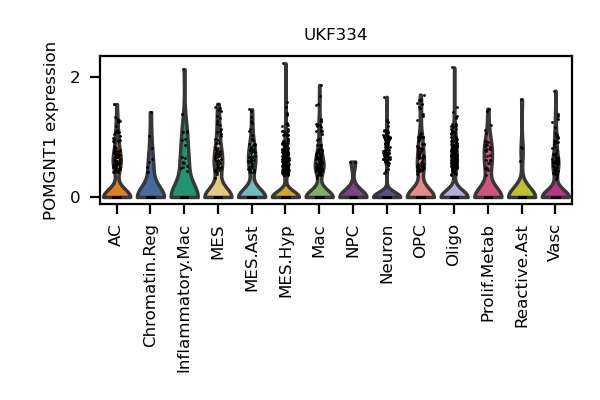 UKF334
POMGNT1 expression
2
0
AC
Chromatin.Reg
Inflammatory.Mac
MES
MES.Ast
MES.Hyp
Mac
NPC
Neuron
OPC
Oligo
Prolif.Metab
Reactive.Ast
Vasc